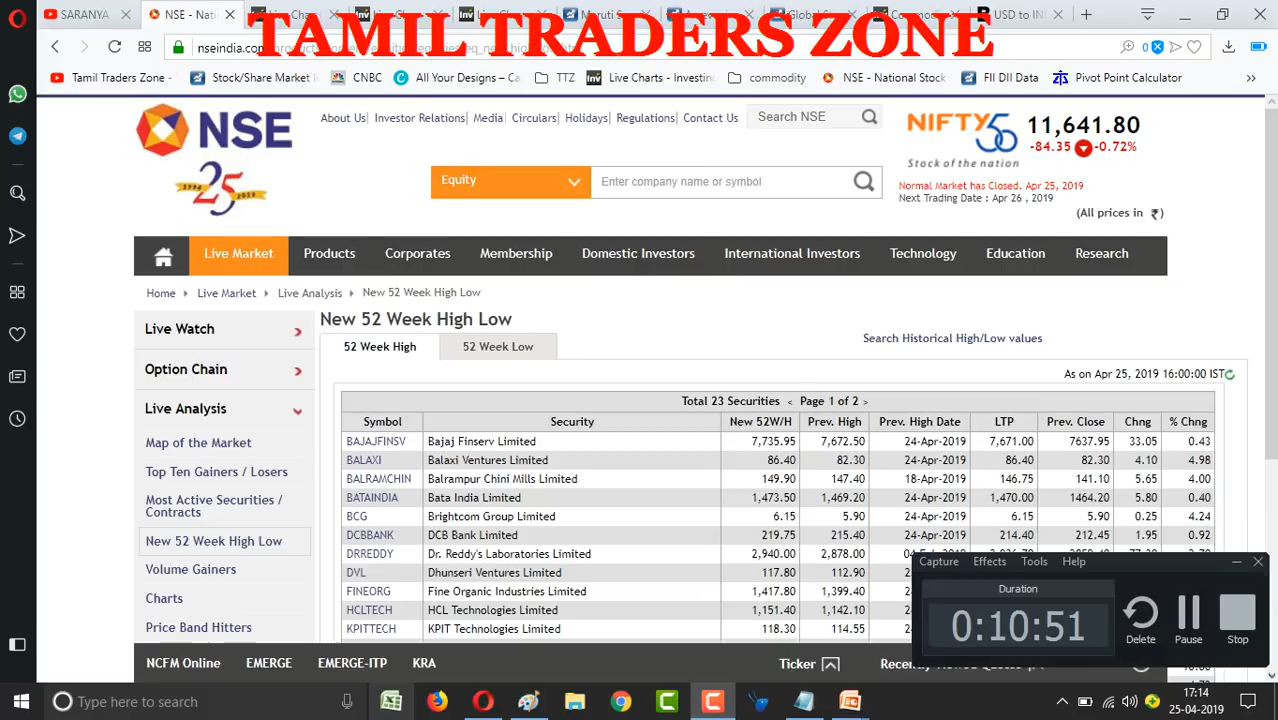 SARANYA
NSE - Nati
TAMIL TRADERS ZONE
Maruti S
USD to IN
nseindia.com
0
Tamil Traders Zone -
Stock/Share Market
CNBC
All Your Designs – Ca
TTZ
Live Charts - Investin
commodity
NSE - National Stock
FII DII Data
Pivot Point Calculator
NSE
1994 25 2019
About Us| Investor Relations| Media| Circulars| Holidays| Regulations| Contact Us
Search NSE
Equity
Enter company name or symbol
NIFTY50
Stock of the nation
11,641.80
-84.35 -0.72%
Normal Market has Closed. Apr 25, 2019
Next Trading Date : Apr 26 , 2019
(All prices in ₹)
Live Market Products Corporates Membership Domestic Investors International Investors Technology Education Research
Home Live Market Live Analysis New 52 Week High Low
Live Watch
Option Chain
Live Analysis
Map of the Market
Top Ten Gainers / Losers
Most Active Securities /
Contracts
New 52 Week High Low
Volume Gainers
Charts
Price Band Hitters
New 52 Week High Low
52 Week High 52 Week Low
Search Historical High/Low values
As on Apr 25, 2019 16:00:00 IST
Total 23 Securities < Page 1 of 2 >
Symbol Security New 52W/H Prev. High Prev. High Date LTP Prev. Close Chng % Chng
BAJAJFINSV Bajaj Finserv Limited 7,735.95 7,672.50 24-Apr-2019 7,671.00 7637.95 33.05 0.43
BALAXI Balaxi Ventures Limited 86.40 82.30 24-Apr-2019 86.40 82.30 4.10 4.98
BALRAMCHIN Balrampur Chini Mills Limited 149.90 147.40 18-Apr-2019 146.75 141.10 5.65 4.00
BATAINDIA Bata India Limited 1,473.50 1,469.20 24-Apr-2019 1,470.00 1464.20 5.80 0.40
BCG Brightcom Group Limited 6.15 5.90 24-Apr-2019 6.15 5.90 0.25 4.24
DCBBANK DCB Bank Limited 219.75 215.40 24-Apr-2019 214.40 212.45 1.95 0.92
DRREDDY Dr. Reddy's Laboratories Limited 2,940.00 2,878.00
DVL Dhunseri Ventures Limited 117.80 112.90
FINEORG Fine Organic Industries Limited 1,417.80 1,399.40
HCLTECH HCL Technologies Limited 1,151.40 1,142.10
KPITTECH KPIT Technologies Limited 118.30 114.55
Capture Effects Tools Help
Duration
0:10:51
Delete Pause Stop
NCFM Online EMERGE EMERGE-ITP KRA
Ticker
Type here to search
17:14
25-04-2019